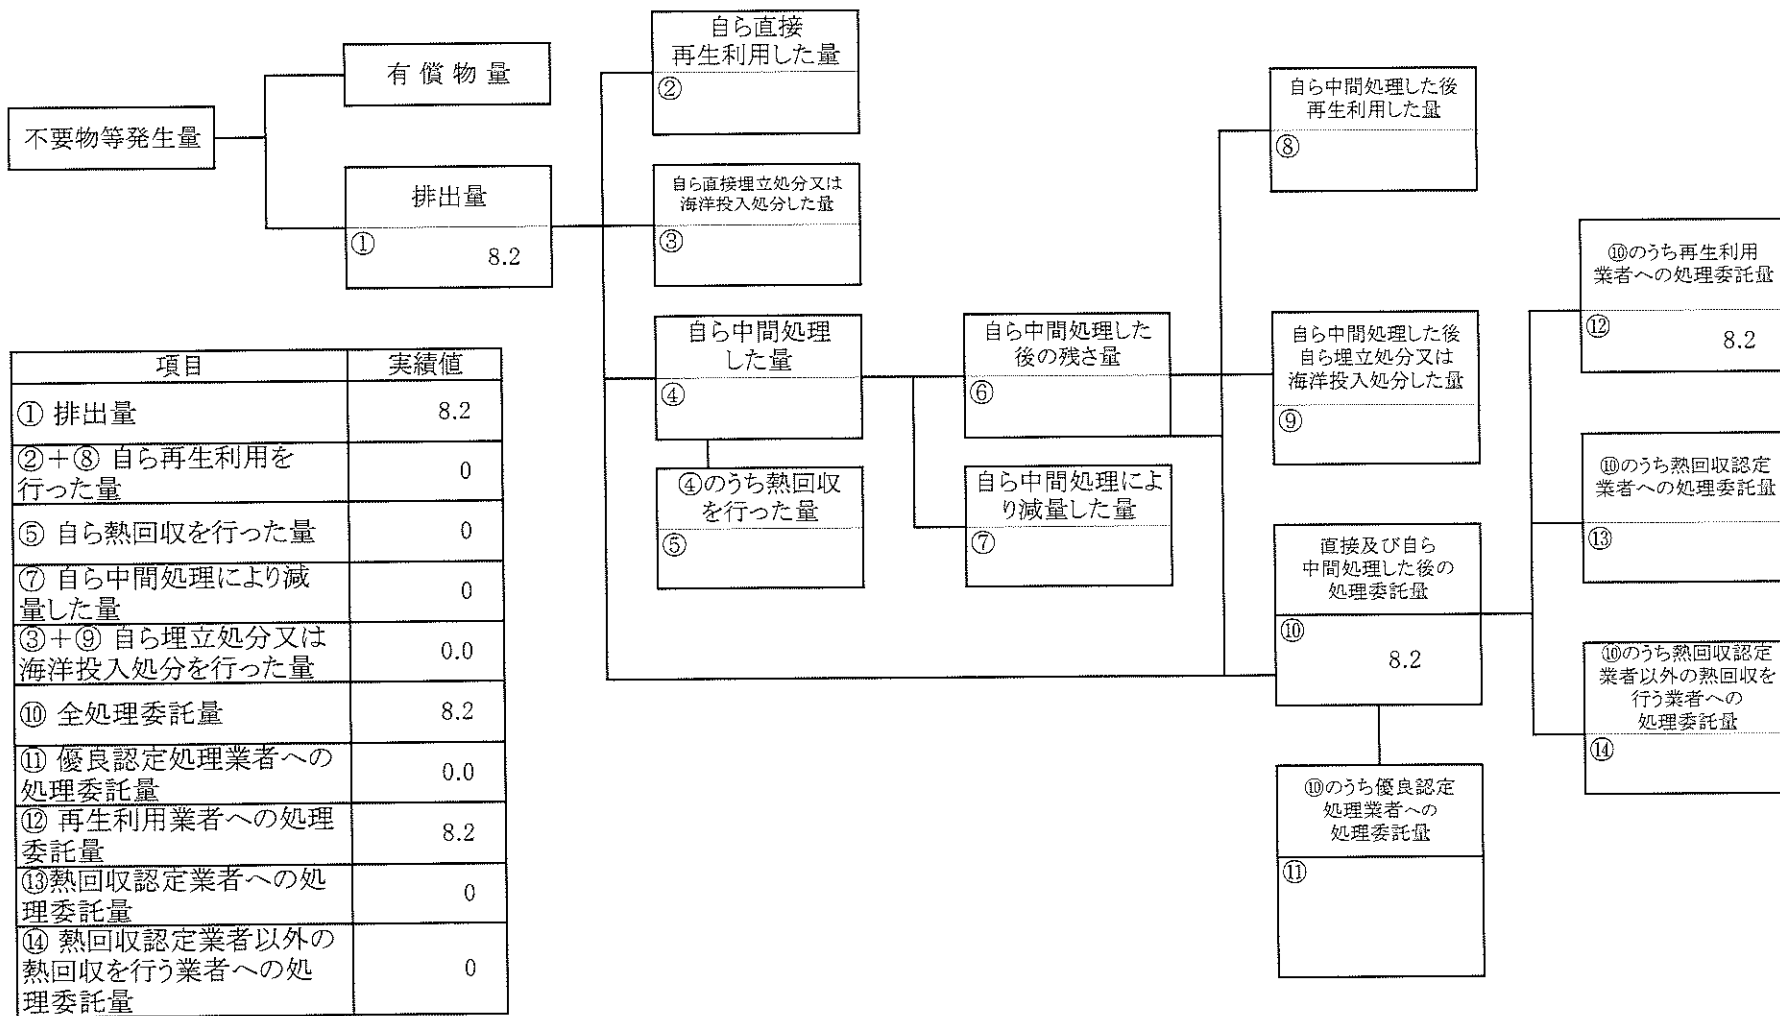 不要物等発生量
有償物量
排出量
①
8.2
自ら直接
再生利用した量
②
自ら直接埋立処分又は
海洋投入処分した量
③
自ら中間処理
した量
④
④のうち熱回収
を行った量
⑤
自ら中間処理した
後の残さ量
⑥
自ら中間処理によ
り減量した量
⑦
自ら中間処理した後
再生利用した量
⑧
自ら中間処理した後
自ら埋立処分又は
海洋投入処分した量
⑨
直接及び自ら
中間処理した後の
処理委託量
⑩
8.2
⑩のうち優良認定
処理業者への
処理委託量
⑪
⑩のうち再生利用
業者への処理委託量
⑫
8.2
⑩のうち熱回収認定
業者への処理委託量
⑬
⑩のうち熱回収認定
業者以外の熱回収を
行う業者への
処理委託量
⑭
項目 実績値
① 排出量 8.2
②＋⑧ 自ら再生利用を
行った量 0
⑤ 自ら熱回収を行った量 0
⑦ 自ら中間処理により減
量した量 0
③＋⑨ 自ら埋立処分又は
海洋投入処分を行った量 0.0
⑩ 全処理委託量 8.2
⑪ 優良認定処理業者への
処理委託量 0.0
⑫ 再生利用業者への処理
委託量 8.2
⑬熱回収認定業者への処
理委託量 0
⑭ 熱回収認定業者以外の
熱回収を行う業者への処
理委託量 0